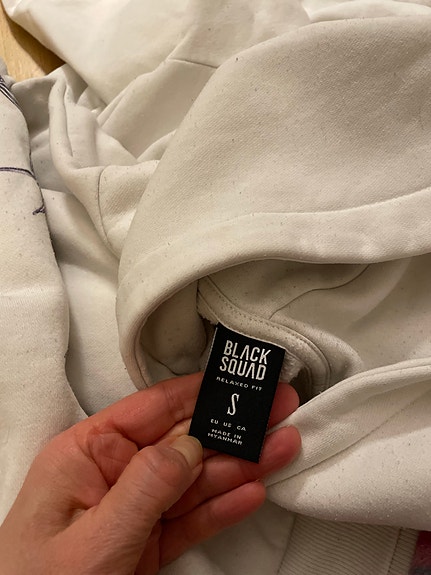 BLACK
SQUAD
RELAXED FIT
S
EU US CA
MADE IN
MYANMAR